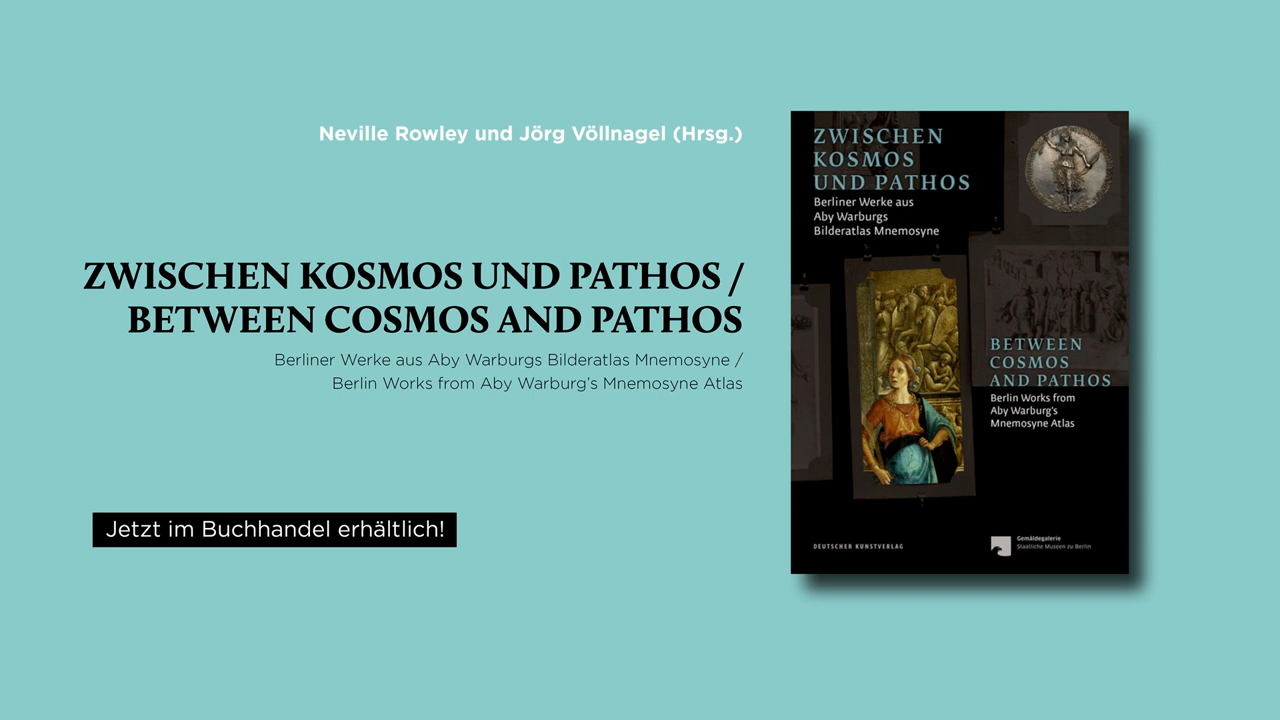 Neville Rowley und Jörg Völlnagel (Hrsg.)
ZWISCHEN KOSMOS UND PATHOS /
BETWEEN COSMOS AND PATHOS
Berliner Werke aus Aby Warburgs Bilderatlas Mnemosyne /
Berlin Works from Aby Warburg's Mnemosyne Atlas
Jetzt im Buchhandel erhältlich!
ZWISCHEN
KOSMOS
UND PATHOS
Berliner Werke aus
Aby Warburgs
Bilderatlas Mnemosyne
BETWEEN
COSMOS
AND PATHOS
Berlin Works from
Aby Warburg's
Mnemosyne Atlas
DEUTSCHER KUNSTVERLAG
Gemäldegalerie
Staatliche Museen zu Berlin